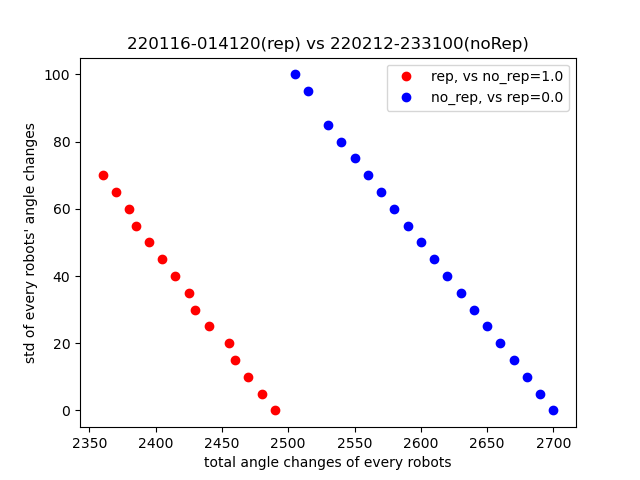 220116-014120(rep) vs 220212-233100(noRep)
rep, vs no_rep=1.0
no_rep, vs rep=0.0
std of every robots' angle changes
100
80
60
40
20
0
2350 2400 2450 2500 2550 2600 2650 2700
total angle changes of every robots